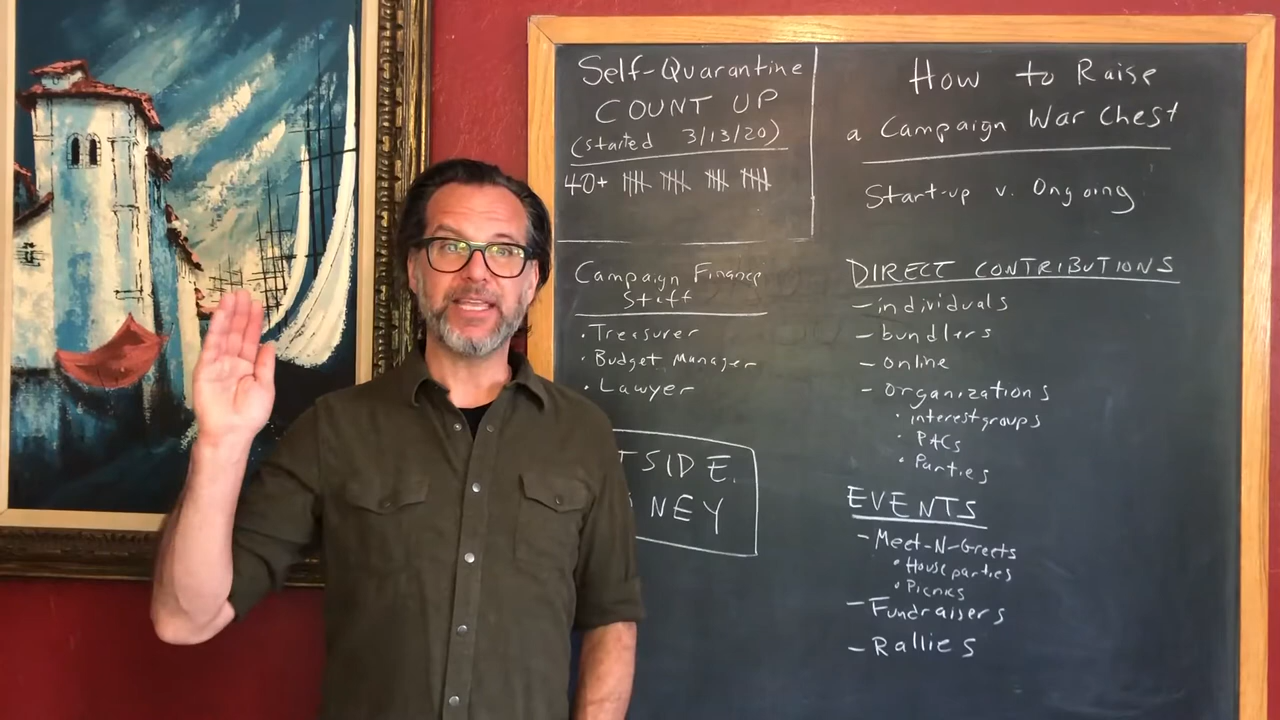 Self-Quarantine
COUNT UP
(started 3/13/20)
40+
Campaign Finance
Staff
· Treasurer
· Budget Manager
· Lawyer
TSIDE
NEY
How to Raise
a Campaign War Chest
Start-up v. Ongoing
DIRECT CONTRIBUTIONS
- individuals
- bundlers
- online
- organizations
· interest groups
· PACs
· Parties
EVENTS
- Meet-N-Greets
· House parties
· Picnics
- Fundraisers
- Rallies